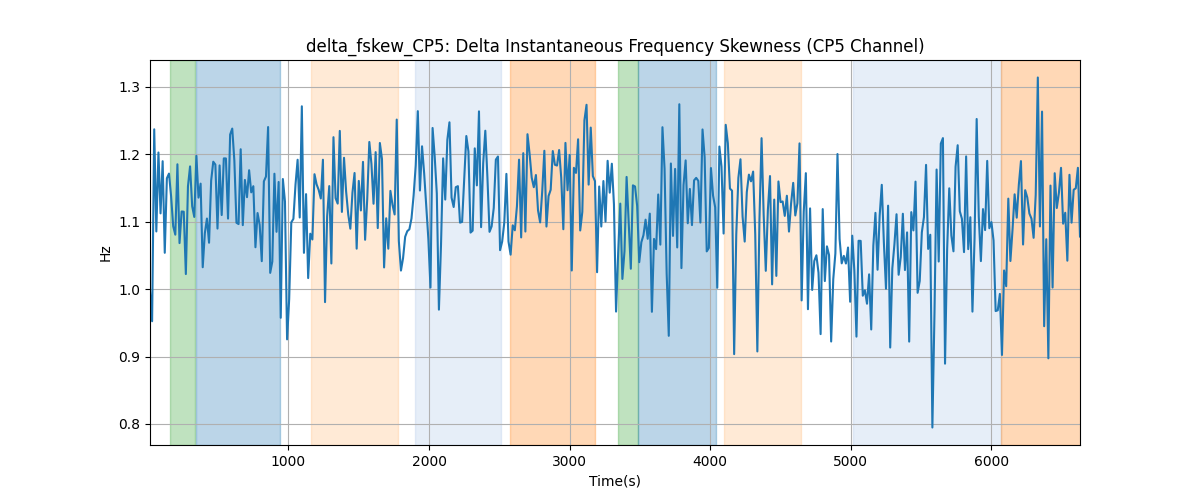 delta_fskew_CP5: Delta Instantaneous Frequency Skewness (CP5 Channel)
Hz
1.3
1.2
1.1
1.0
0.9
0.8
1000 2000 3000 4000 5000 6000
Time(s)